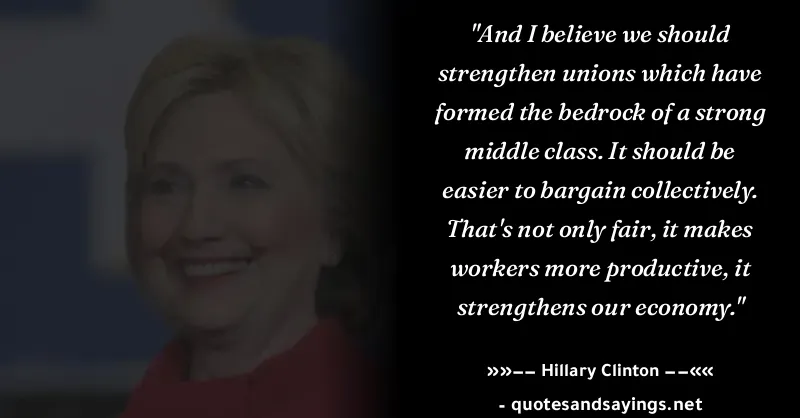 "And I believe we should
strengthen unions which have
formed the bedrock of a strong
middle class. It should be
easier to bargain collectively.
That's not only fair, it makes
workers more productive, it
strengthens our economy."
»»−− Hillary Clinton −−««
- quotesandsayings.net